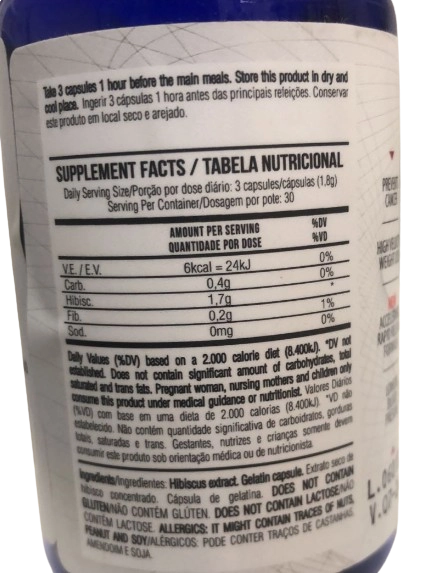 Take 3 capsules 1 hour before the main meals. Store this product in dry and
cool place. Ingerir 3 cápsulas 1 hora antes das principais releições. Conservar
este produto em local seco e arejado.
SUPPLEMENT FACTS / TABELA NUTRICIONAL
Daily Serving Size/Porção por dose diário: 3 capsules/cápsulas (1,8g)
Serving Per Container/Dosagem por pote: 30
AMOUNT PER SERVING %DV
QUANTIDADE POR DOSE %VD
V.E. / E.V. 6kcal = 24kJ 0%
Carb. 0,4g 0%
Hibisc. 1,7g *
Fib. 0,2g 1%
Sod. 0mg 0%
Daily Values (%DV) based on a 2.000 calorie diet (8.400kJ). *DV not
established. Does not contain significant amount of carbohydrates, total
saturated and trans fats. Pregnant woman, nursing mothers and children only
consume this product under medical guidance or nutritionist. Valores Diários
(%VD) com base em uma dieta de 2.000 calorias (8.400kJ). *VD não
estabelecido. Não contém quantidade significativa de carboidratos, gorduras
totais, saturadas e trans. Gestantes, nutrizes e crianças somente devem
consumir este produto sob orientação médica ou de nutricionista.
Ingredients/Ingredientes: Hibiscus extract. Gelatin capsule. Extrato seco de
hibisco concentrado. Cápsula de gelatina. DOES NOT CONTAIN
GLUTEN/NÃO CONTÉM GLÚTEN. DOES NOT CONTAIN LACTOSE/NÃO
CONTÉM LACTOSE. ALLERGICS: IT MIGHT CONTAIN TRACES OF NUTS,
PEANUT AND SOY/ALÉRGICOS: PODE CONTER TRAÇOS DE CASTANHAS,
AMENDOIM E SOJA.